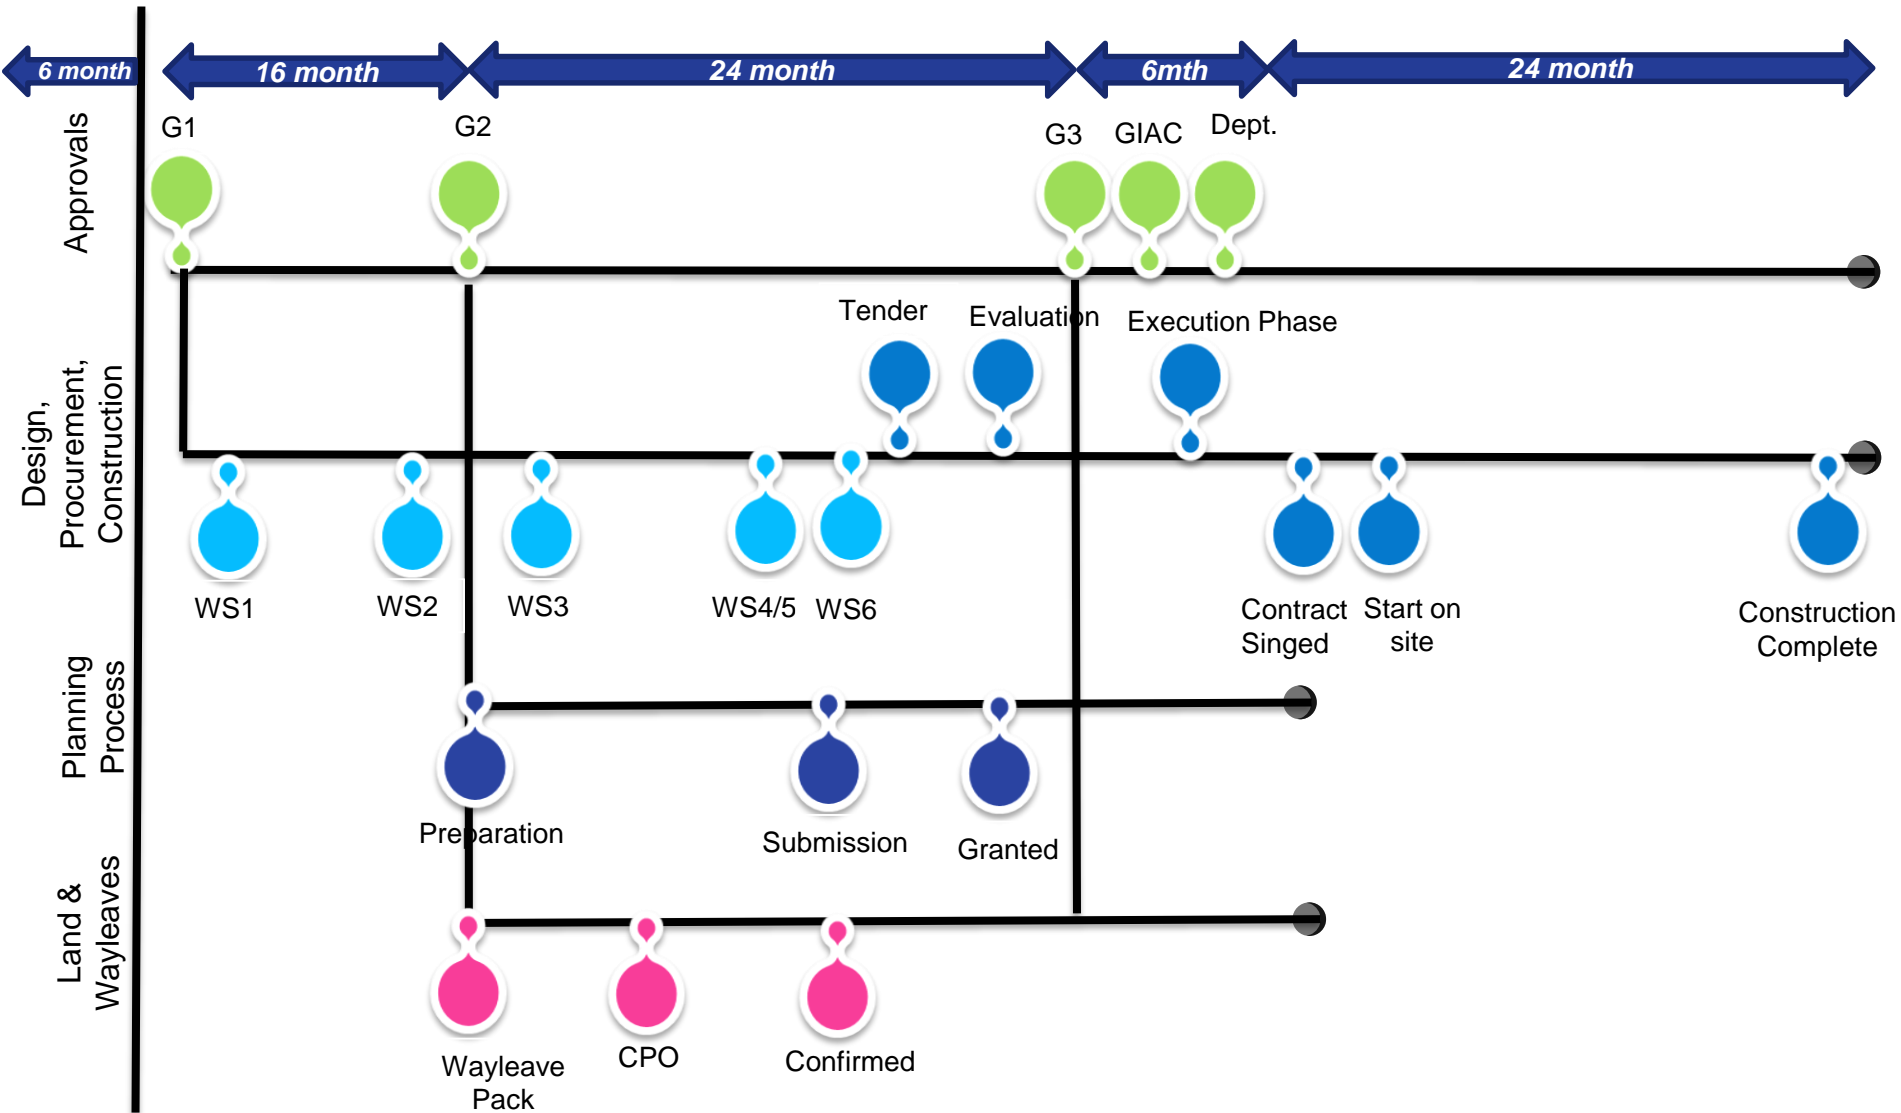 6 month
16 month
24 month
6mth
24 month
Approvals
G1
G2
G3
GIAC
Dept.
Design,
Procurement,
Construction
Tender
Evaluation
Execution Phase
WS1
WS2
WS3
WS4/5
WS6
Contract
Singed
Start on
site
Construction
Complete
Planning
Process
Preparation
Submission
Granted
Land &
Wayleaves
Wayleave
Pack
CPO
Confirmed